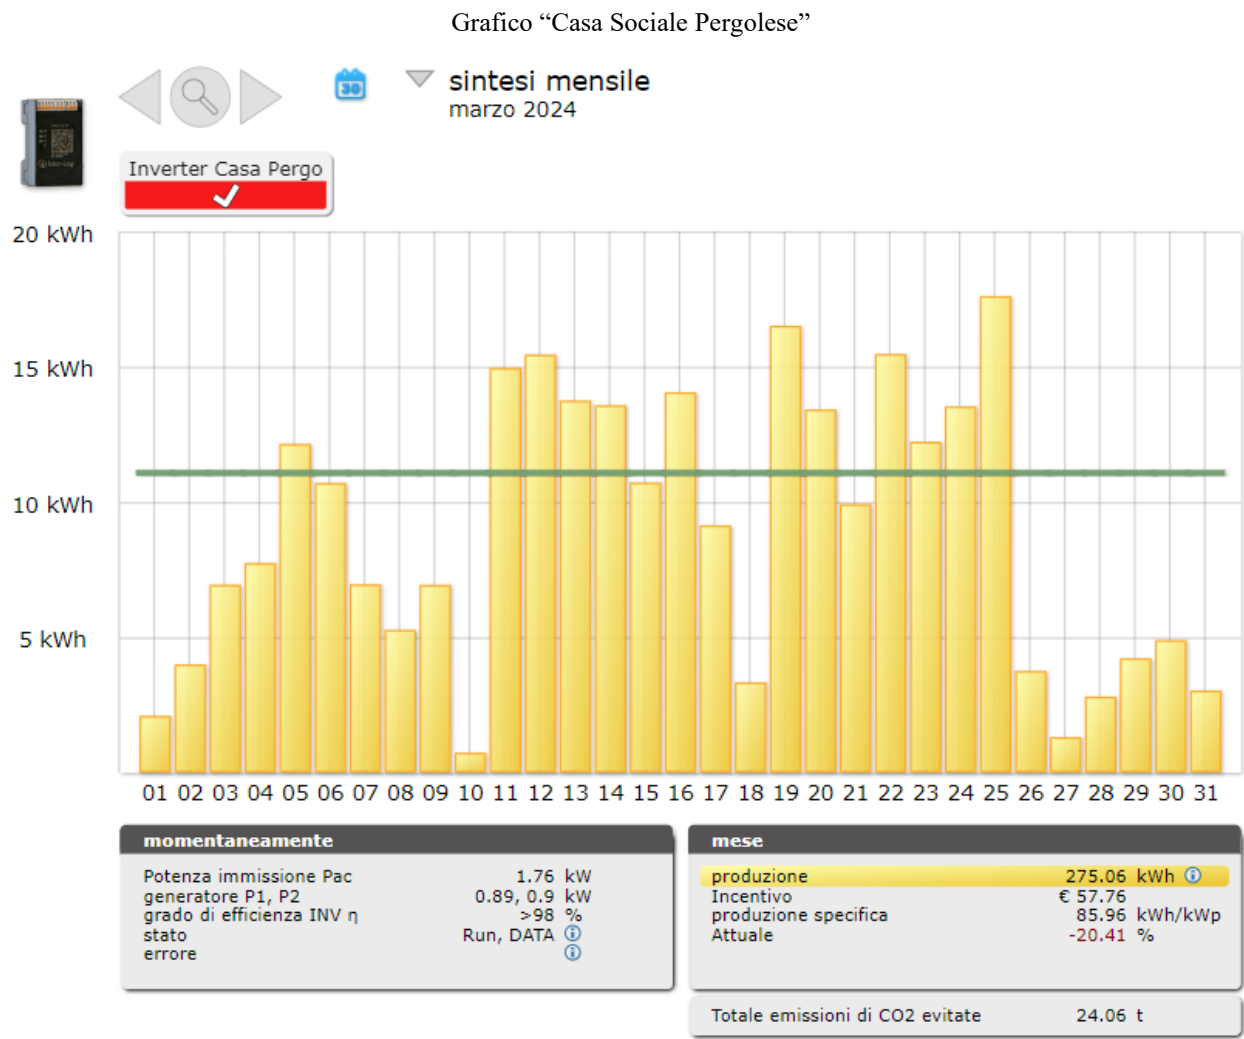 Grafico “Casa Sociale Pergolese”
30
sintesi mensile
marzo 2024
Inverter Casa Pergo
20 kWh
15 kWh
10 kWh
5 kWh
01 02 03 04 05 06 07 08 09 10 11 12 13 14 15 16 17 18 19 20 21 22 23 24 25 26 27 28 29 30 31
momentaneamente
Potenza immissione Pac 1.76 kW
generatore P1, P2 0.89, 0.9 kW
grado di efficienza INV η >98 %
stato Run, DATA
errore
mese
produzione 275.06 kWh
Incentivo € 57.76
produzione specifica 85.96 kWh/kWp
Attuale -20.41 %
Totale emissioni di CO2 evitate 24.06 t